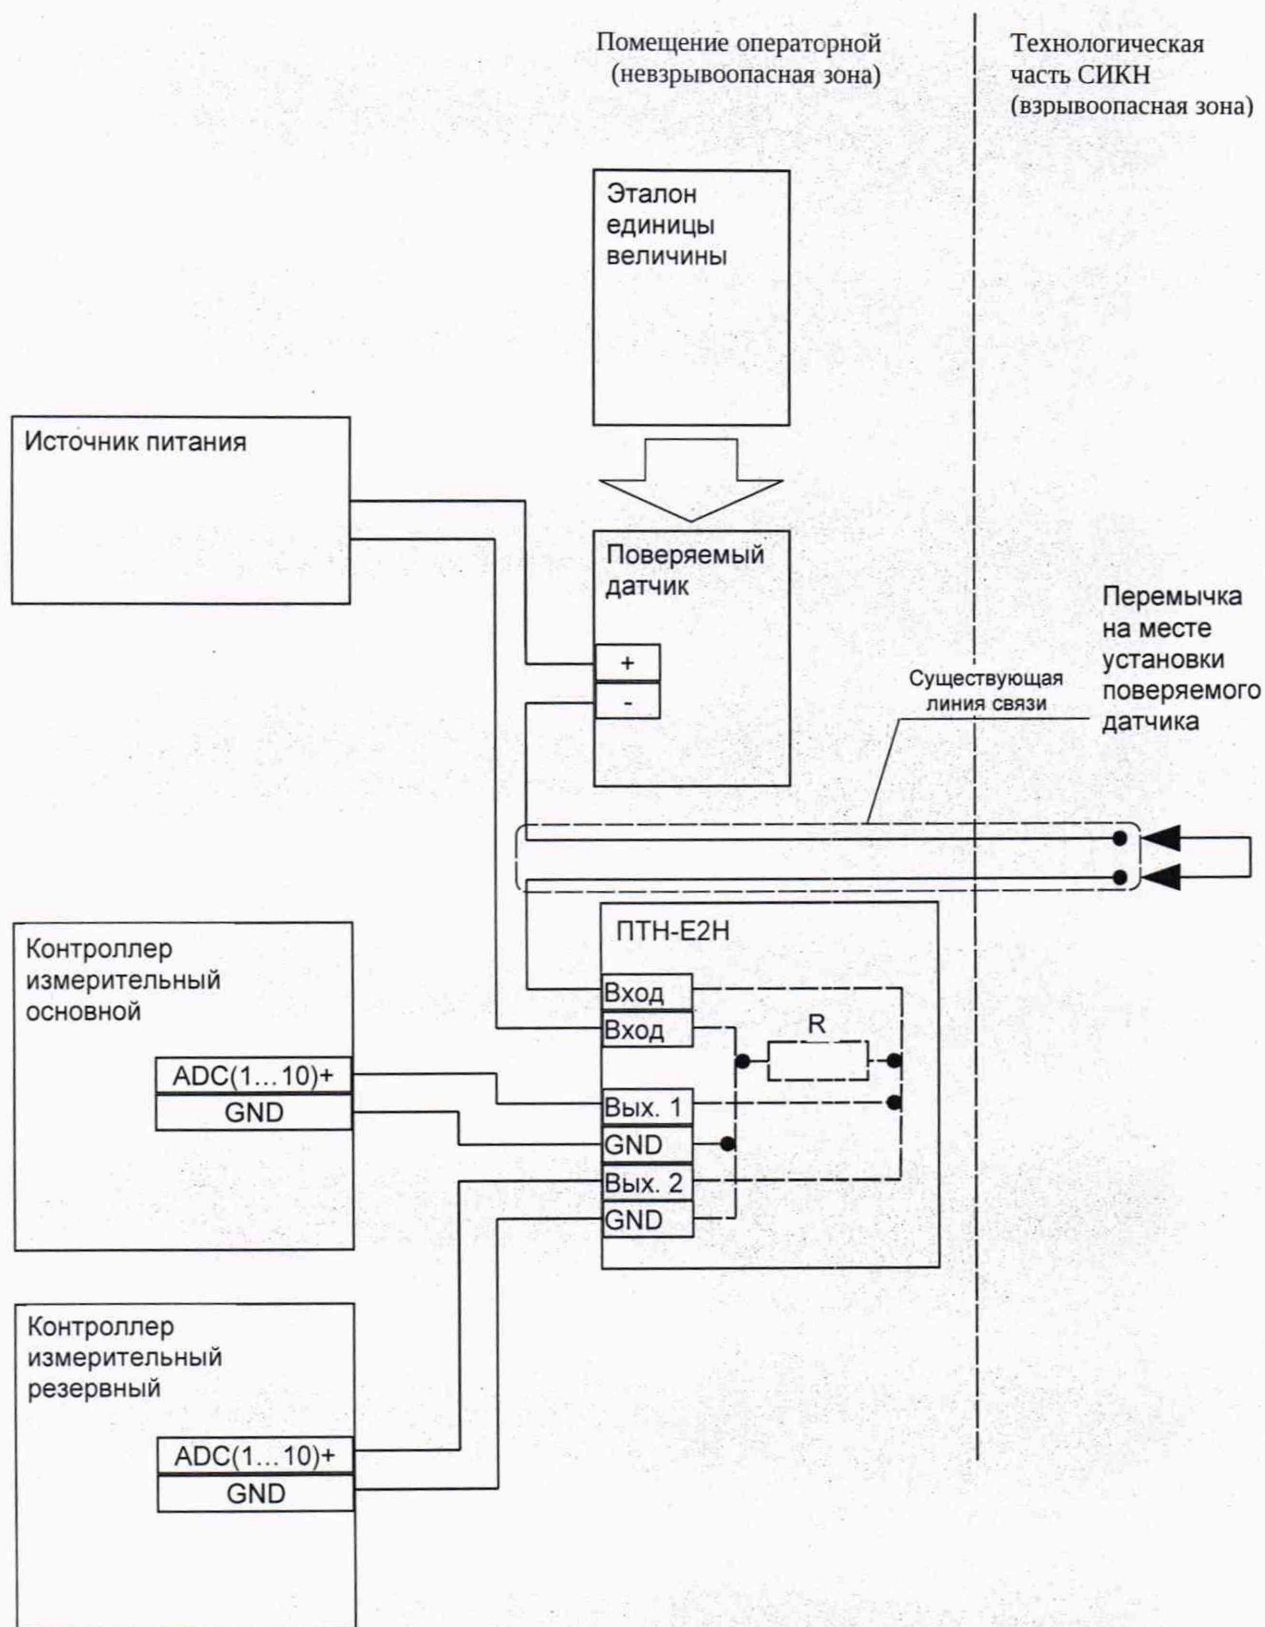 Помещение операторной
(невзрывоопасная зона)
Технологическая
часть СИКН
(взрывоопасная зона)
Эталон
единицы
величины
Источник питания
Поверяемый
датчик
+
-
Существующая
линия связи
Перемычка
на месте
установки
поверяемого
датчика
ПТН-Е2Н
Вход
Вход
R
Вых. 1
GND
Вых. 2
GND
Контроллер
измерительный
основной
ADC(1...10)+
GND
Контроллер
измерительный
резервный
ADC(1...10)+
GND